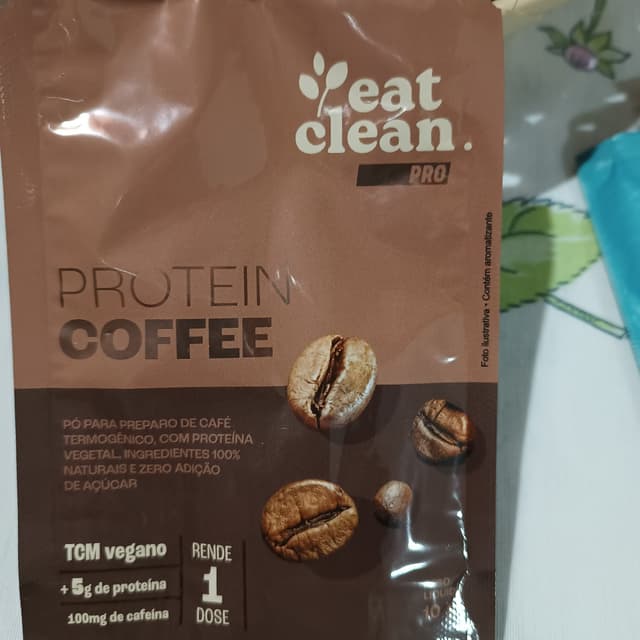 eat
clean.
PRO
PROTEIN
COFFEE
Foto ilustrativa • Contém aromatizante
PÓ PARA PREPARO DE CAFÉ
TERMOGÊNICO, COM PROTEÍNA
VEGETAL, INGREDIENTES 100%
NATURAIS E ZERO ADIÇÃO
DE AÇÚCAR
TCM vegano
+ 5g de proteína
100mg de cafeína
RENDE
1
DOSE